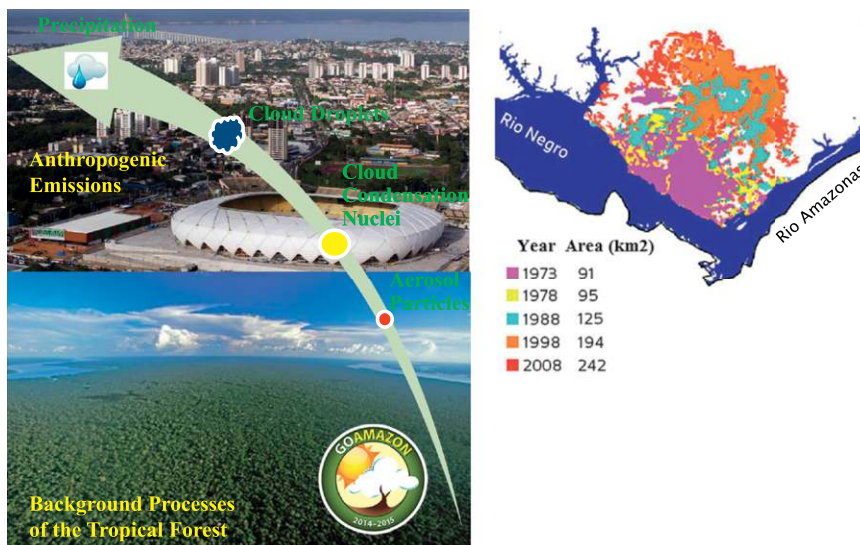 Precipitation
Cloud Droplets
Anthropogenic
Emissions
Cloud
Condensation
Nuclei
Aerosol
Particles
GOAMAZON
2014-2015
Background Processes
of the Tropical Forest
Rio Negro
Rio Amazonas
Year Area (km2)
1973 91
1978 95
1988 125
1998 194
2008 242